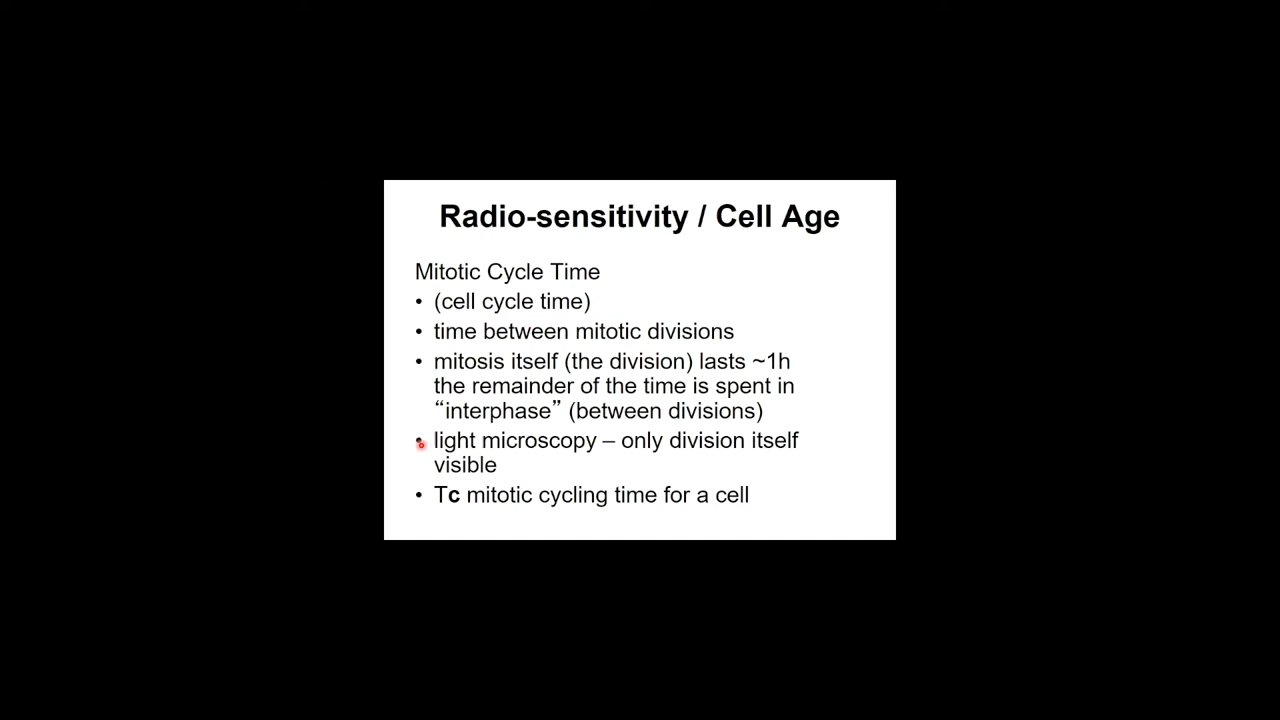 Radio-sensitivity / Cell Age
Mitotic Cycle Time
• (cell cycle time)
• time between mitotic divisions
• mitosis itself (the division) lasts ~1h
the remainder of the time is spent in
“interphase” (between divisions)
• light microscopy – only division itself
visible
• Tc mitotic cycling time for a cell